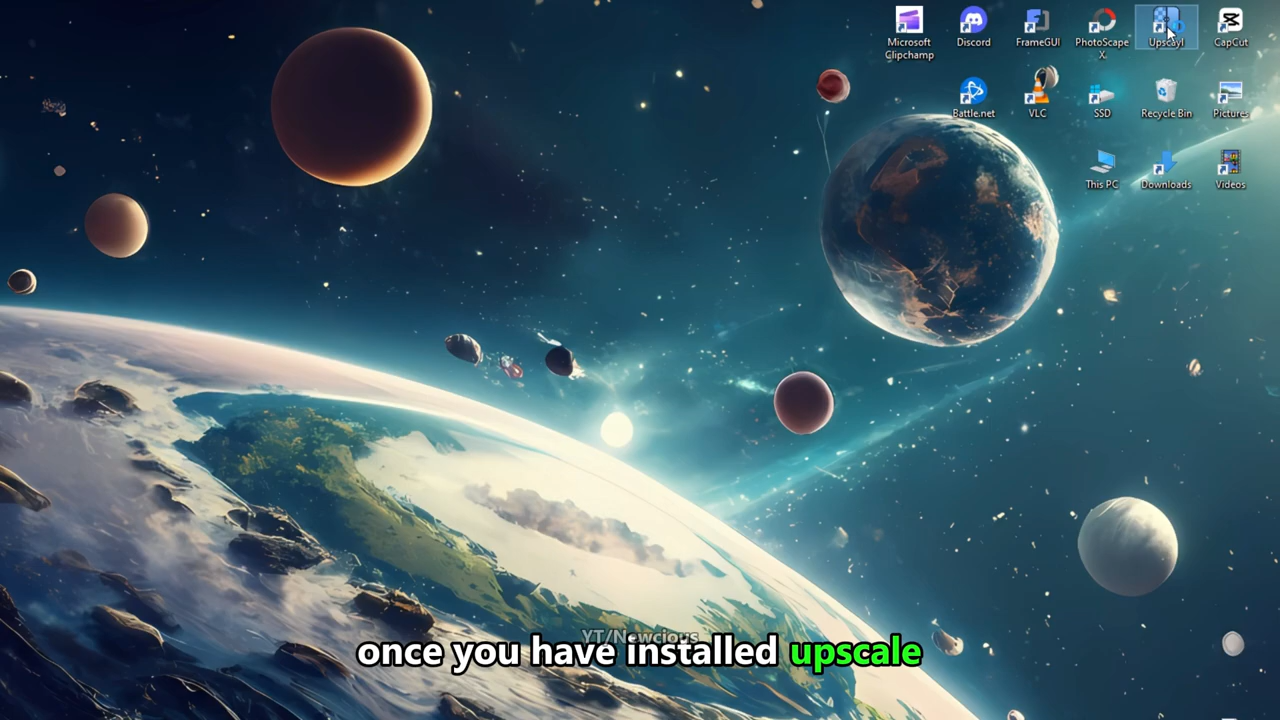 Microsoft Clipchamp
Discord
FrameGUI
PhotoScape X
Upscayl
CapCut
Battle.net
VLC
SSD
Recycle Bin
Pictures
This PC
Downloads
Videos
YT/Newcious
once you have installed upscale